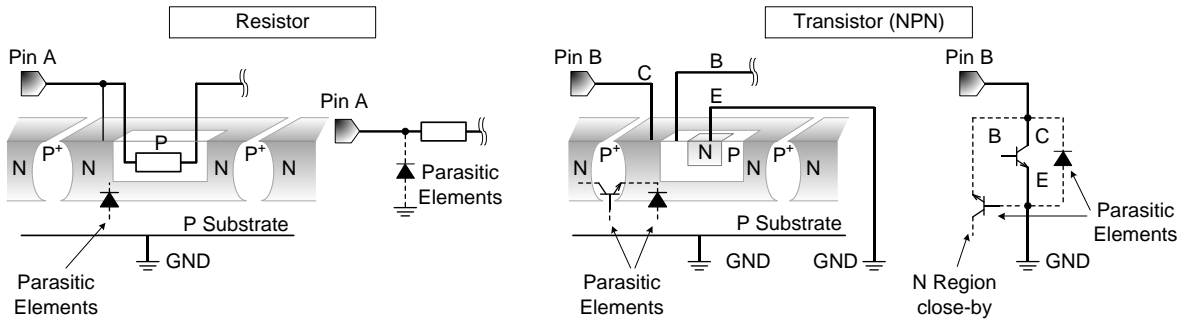 Resistor
Transistor (NPN)
Pin A
Pin A
Pin B
C
B
E
Pin B
N
P+
N
P
N
P+
N
Parasitic
Elements
P Substrate
GND
Parasitic
Elements
N
P+
N
P
N
P+
N
P Substrate
GND
GND
Parasitic
Elements
B
C
E
Parasitic
Elements
GND
N Region
close-by